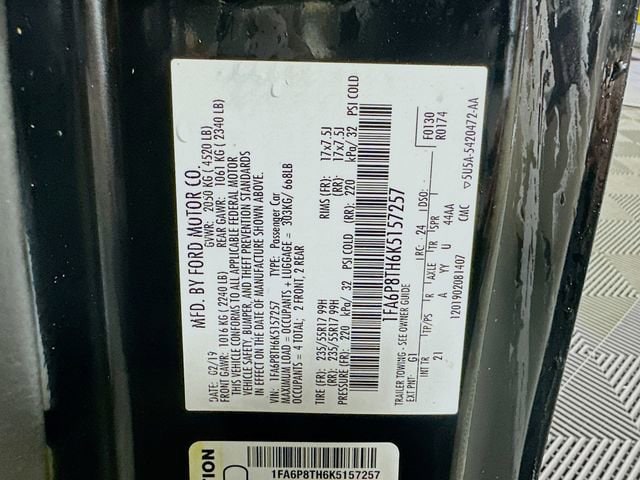 MFD. BY FORD MOTOR CO.
DATE: 02/19 GVWR: 2050 KG ( 4520 LB)
FRONT GAWR: 1016 KG ( 2240 LB) REAR GAWR: 1061 KG ( 2340 LB)
THIS VEHICLE CONFORMS TO ALL APPLICABLE FEDERAL MOTOR
VEHICLE SAFETY, BUMPER, AND THEFT PREVENTION STANDARDS
IN EFFECT ON THE DATE OF MANUFACTURE SHOWN ABOVE.
VIN: 1FA6P8TH6K5157257 TYPE: Passenger Car
MAXIMUM LOAD = OCCUPANTS + LUGGAGE = 303KG/ 668LB
OCCUPANTS = 4 TOTAL; 2 FRONT, 2 REAR
TIRE (FR): 235/55R17 99H RIMS (FR): 17x7.5J
(RR): 235/55R17 99H (RR): 17x7.5J
PRESSURE (FR): 220 kPa/ 32 PSI COLD (RR): 220 kPa/ 32 PSI COLD
1FA6P8TH6K5157257
TRAILER TOWING - SEE OWNER GUIDE F0130
EXT PNT: G1 RC: 24 DSO: R0174
INT TR TP/PS R AXLE TR SPR
21 A YY U 44AA
1201902081407 CMC
5U5A-5420472-AA
TION
1FA6P8TH6K5157257